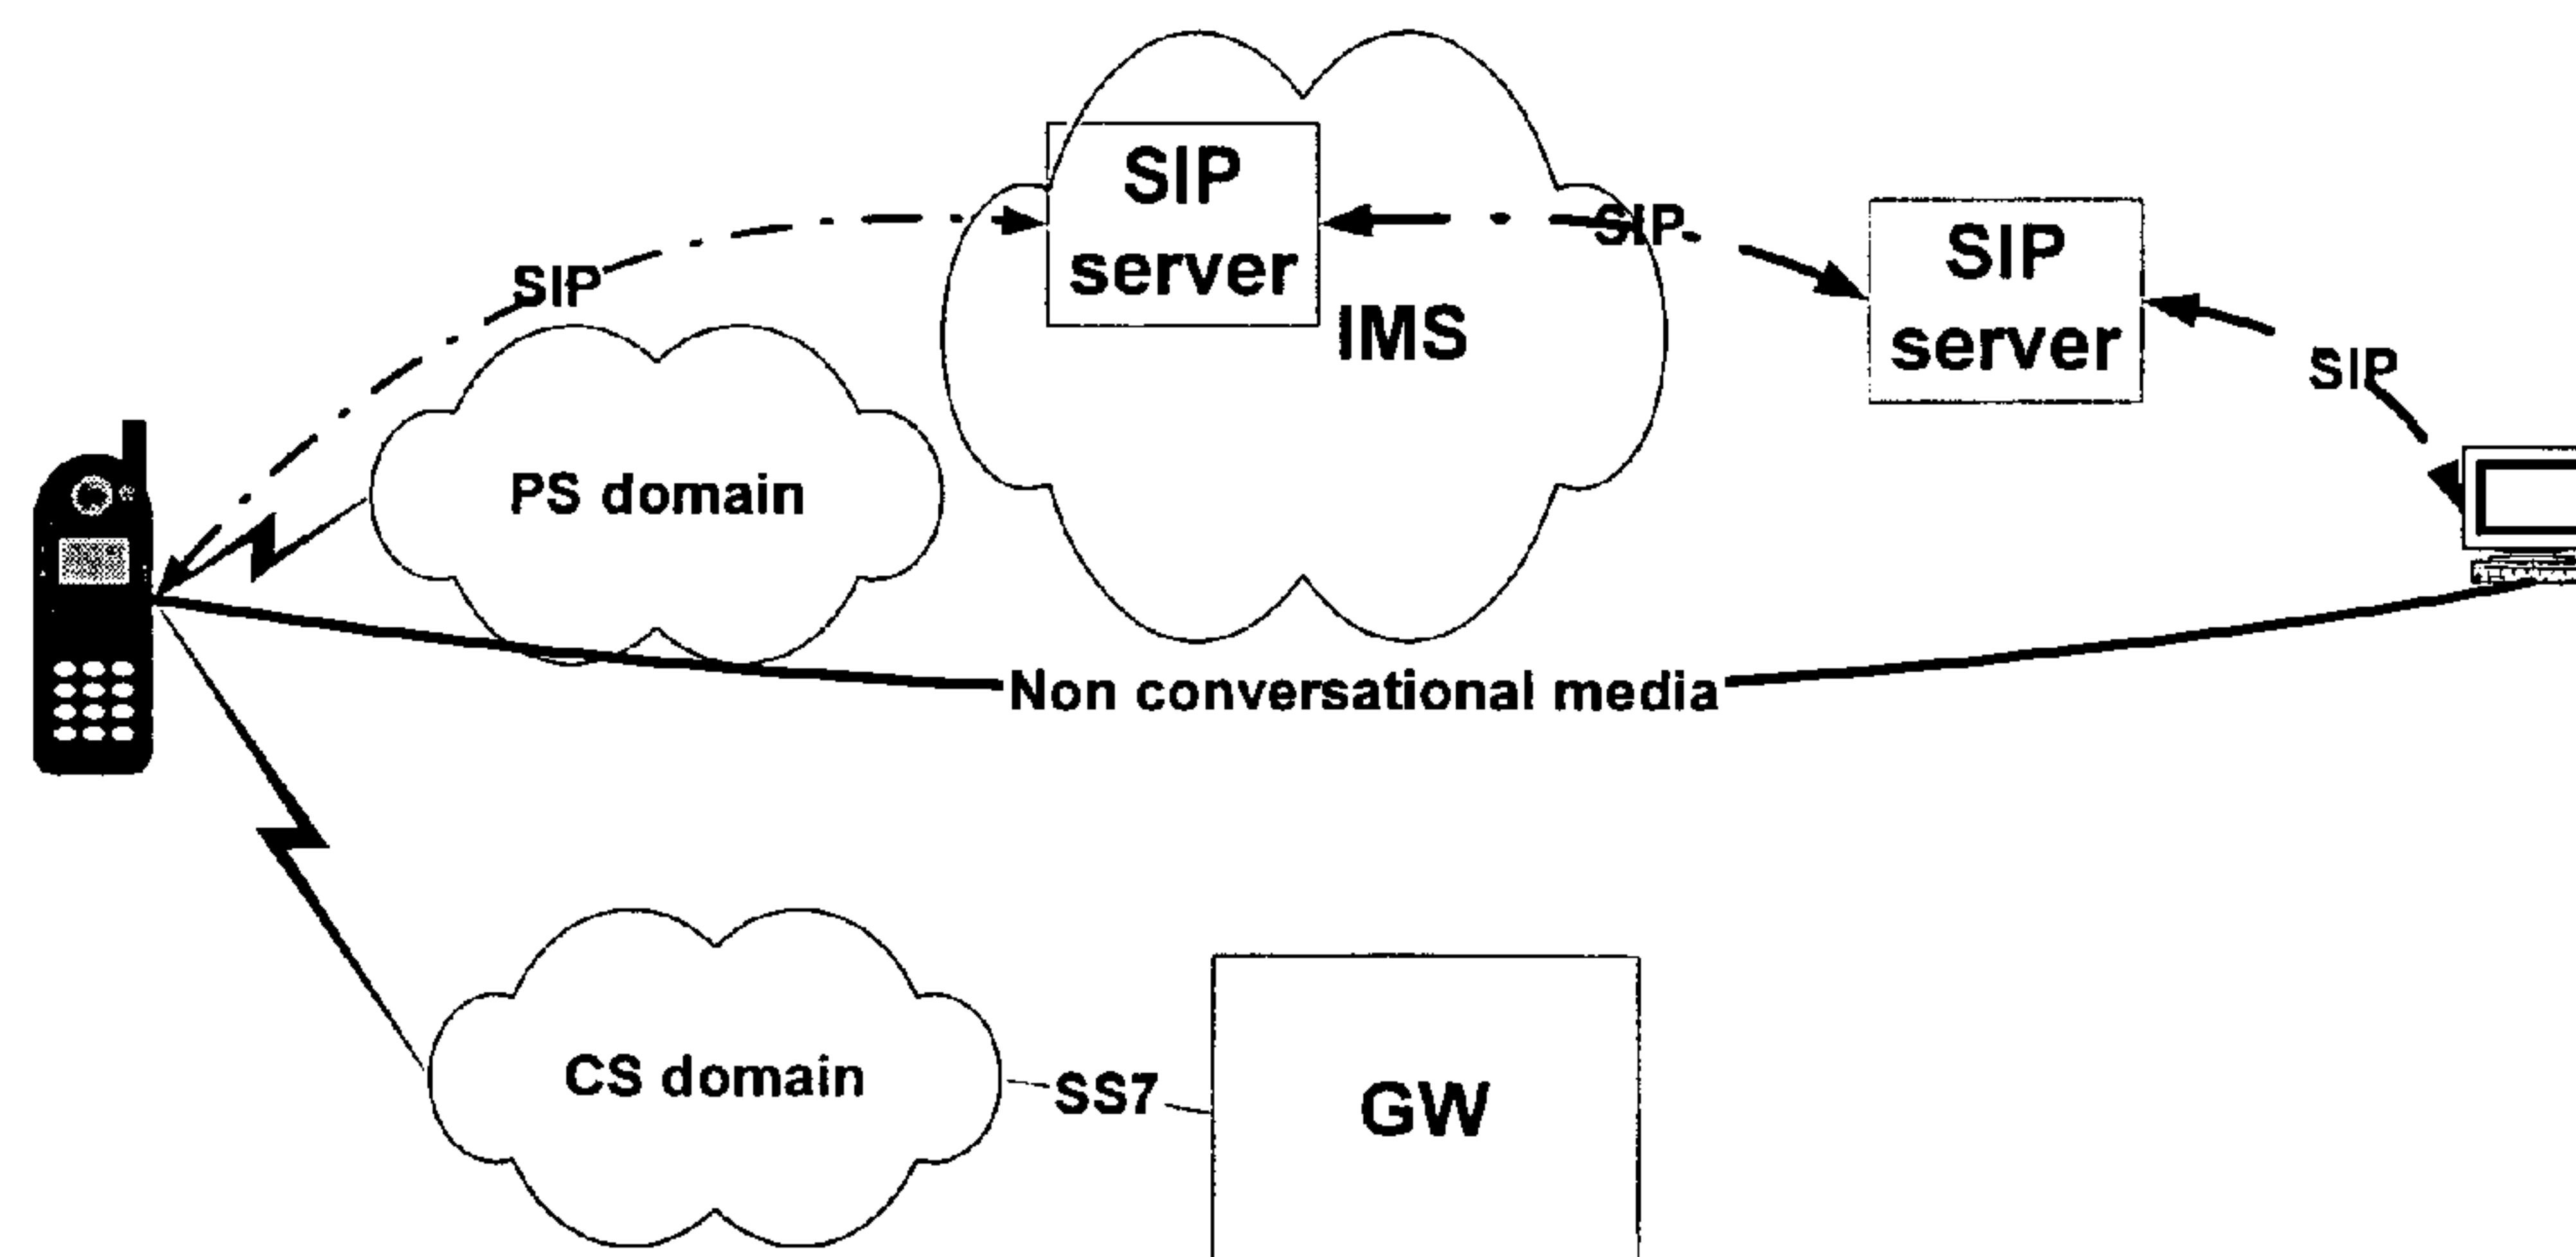 SIP
server
SIP
SIP
server
SIP
IMS
SIP
PS domain
Non conversational media
CS domain
SS7
GW